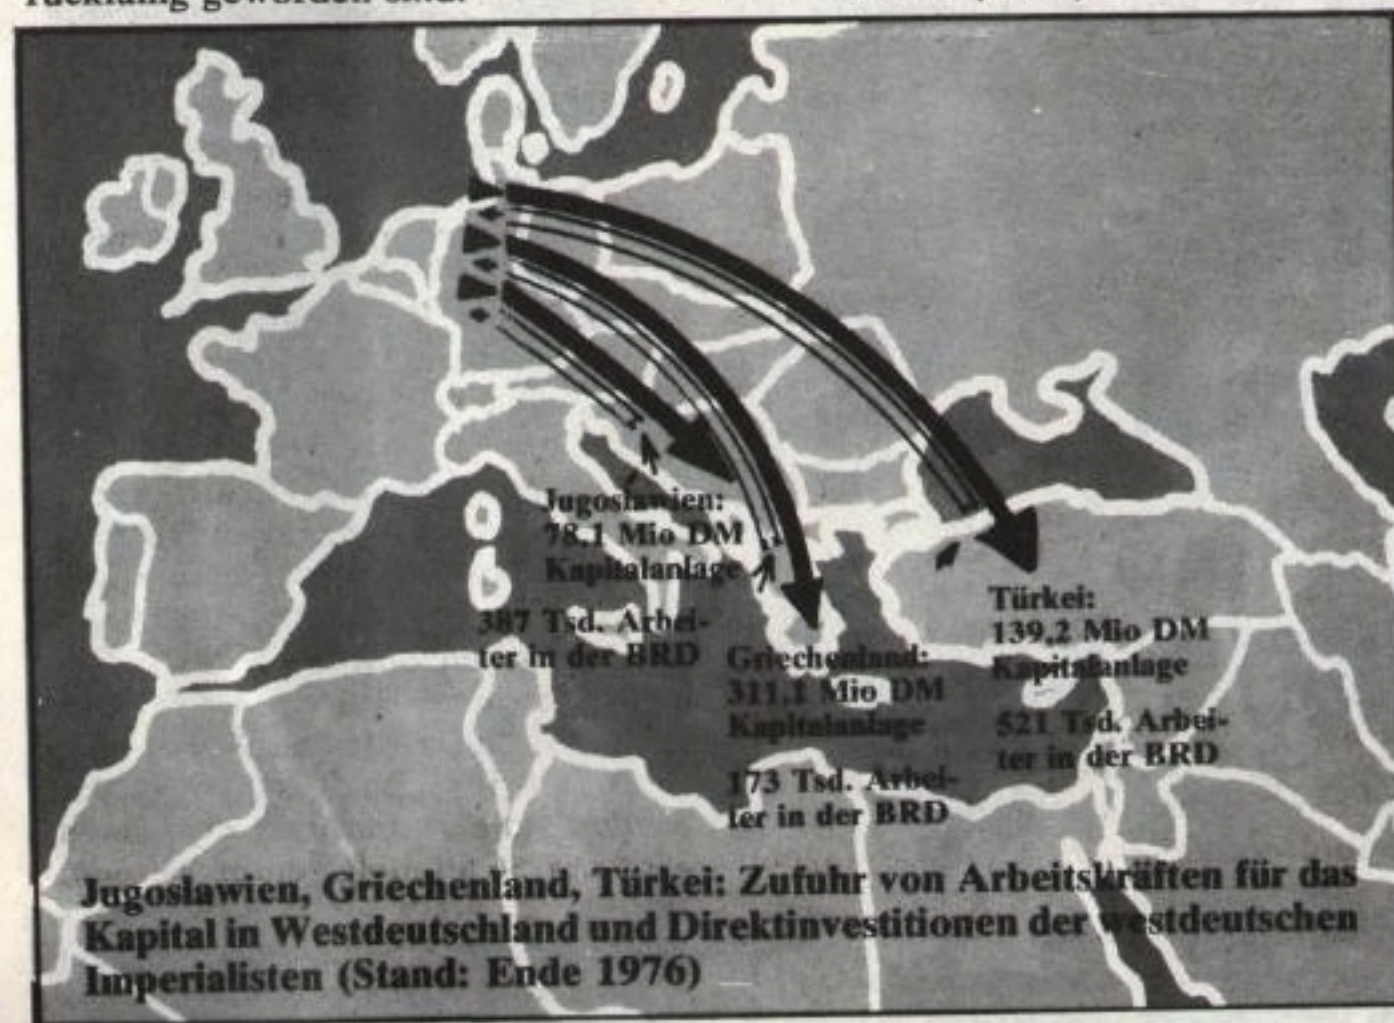 geworden sind.
Jugoslawien:
78,1 Mio DM
Kapitalanlage
387 Tsd. Arbei-
ter in der BRD
Griechenland:
311,1 Mio DM
Kapitalanlage
173 Tsd. Arbei-
ter in der BRD
Türkei:
139,2 Mio DM
Kapitalanlage
521 Tsd. Arbei-
ter in der BRD
Jugoslawien, Griechenland, Türkei: Zufuhr von Arbeitskräften für das
Kapital in Westdeutschland und Direktinvestitionen der westdeutschen
Imperialisten (Stand: Ende 1976)